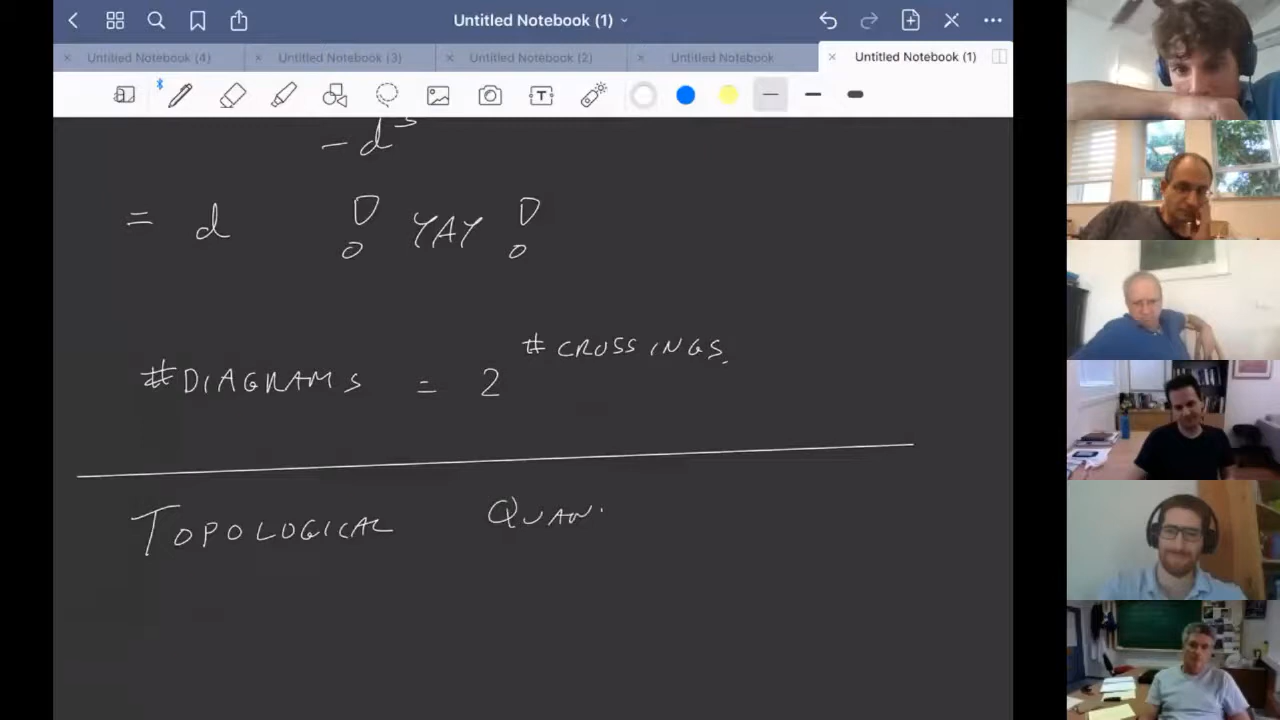 Untitled Notebook (1)
Untitled Notebook (4)
Untitled Notebook (3)
Untitled Notebook (2)
Untitled Notebook
Untitled Notebook (1)
T
= d
YAY
#DIAGRAMS = 2
# CROSSINGS.
TOPOLOGICAL QUAN